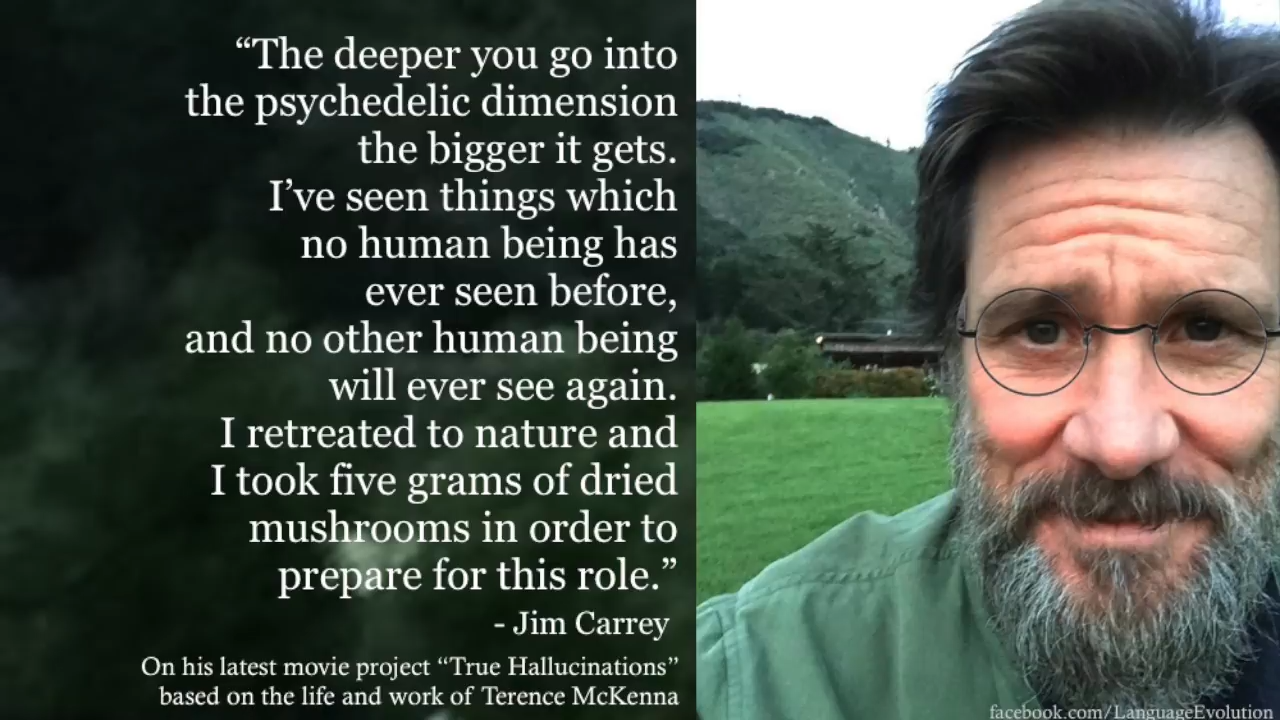 “The deeper you go into
the psychedelic dimension
the bigger it gets.
I’ve seen things which
no human being has
ever seen before,
and no other human being
will ever see again.
I retreated to nature and
I took five grams of dried
mushrooms in order to
prepare for this role.”
- Jim Carrey
On his latest movie project “True Hallucinations”
based on the life and work of Terence McKenna
facebook.com/LanguageEvolution